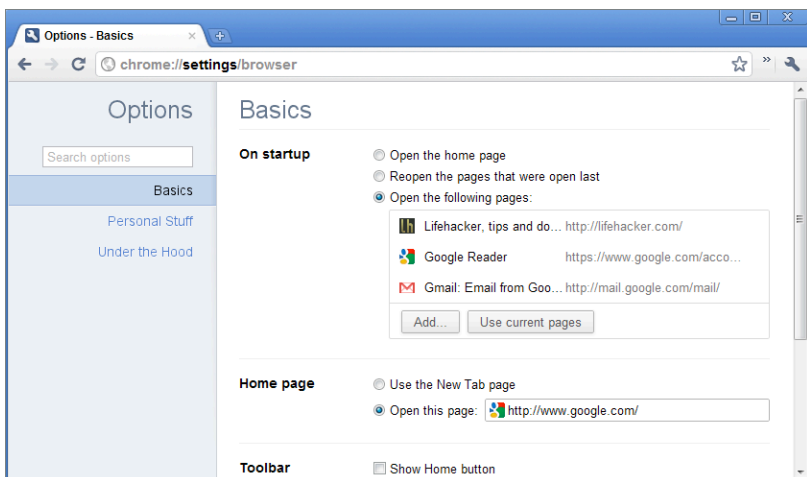 Options - Basics
chrome://settings/browser
Options
Search options
Basics
Personal Stuff
Under the Hood
Basics
On startup
Open the home page
Reopen the pages that were open last
Open the following pages:
lh Lifehacker, tips and do... http://lifehacker.com/
Google Reader https://www.google.com/acco...
Gmail: Email from Goo... http://mail.google.com/mail/
Add... Use current pages
Home page
Use the New Tab page
Open this page: http://www.google.com/
Toolbar
Show Home button